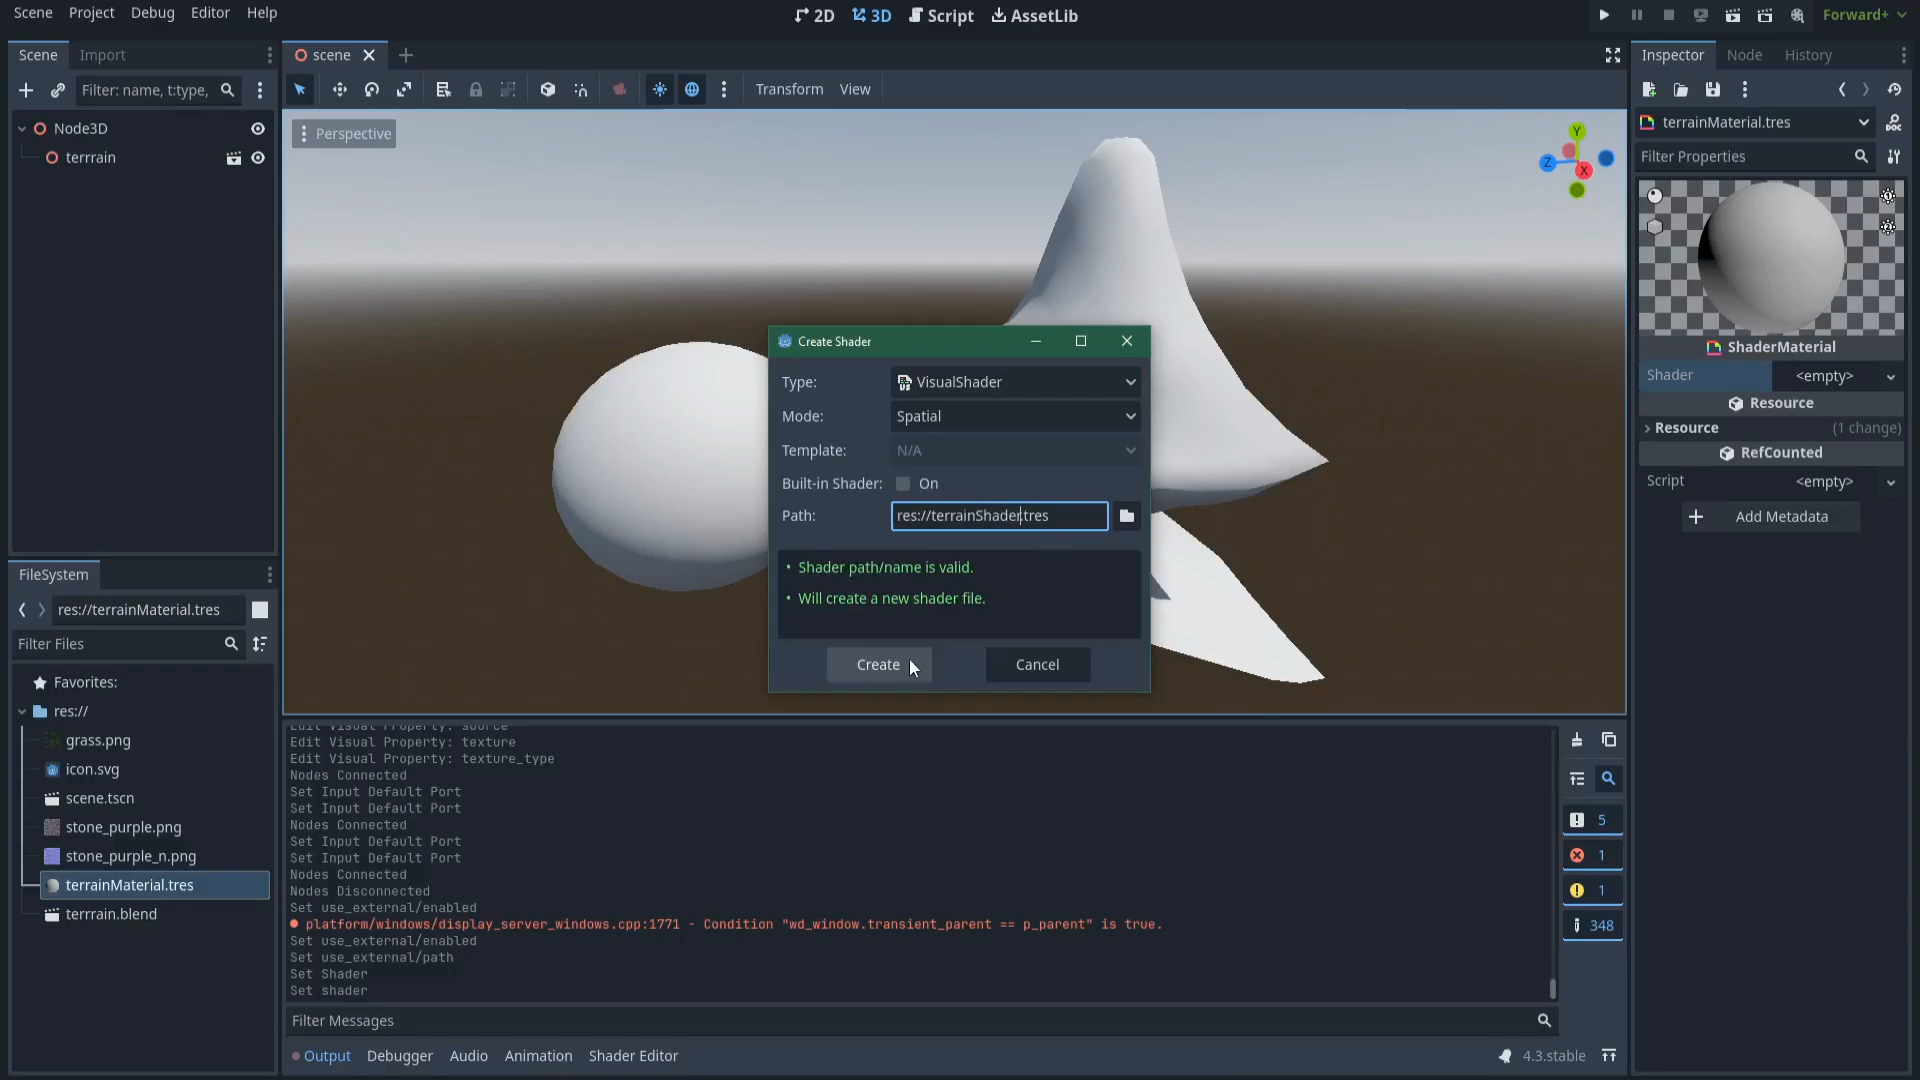 Scene Project Debug Editor Help
2D 3D Script AssetLib
Forward+
Scene Import
Filter: name, t:type,
Node3D
terrrain
scene
Transform View
Perspective
Y
Z
X
Create Shader
Type: VisualShader
Mode: Spatial
Template: N/A
Built-in Shader: On
Path: res://terrainShader.tres
• Shader path/name is valid.
• Will create a new shader file.
Create Cancel
Inspector Node History
terrainMaterial.tres
Filter Properties
ShaderMaterial
Shader <empty>
Resource
Resource (1 change)
RefCounted
Script <empty>
Add Metadata
FileSystem
res://terrainMaterial.tres
Filter Files
Favorites:
res://
grass.png
icon.svg
scene.tscn
stone_purple.png
stone_purple_n.png
terrainMaterial.tres
terrrain.blend
Edit Visual Property: source
Edit Visual Property: texture
Edit Visual Property: texture_type
Nodes Connected
Set Input Default Port
Set Input Default Port
Nodes Connected
Set Input Default Port
Set Input Default Port
Nodes Connected
Nodes Disconnected
Set use_external/enabled
platform/windows/display_server_windows.cpp:1771 - Condition "wd_window.transient_parent == p_parent" is true.
Set use_external/enabled
Set use_external/path
Set Shader
Set shader
5
1
1
348
Filter Messages
Output Debugger Audio Animation Shader Editor
4.3.stable